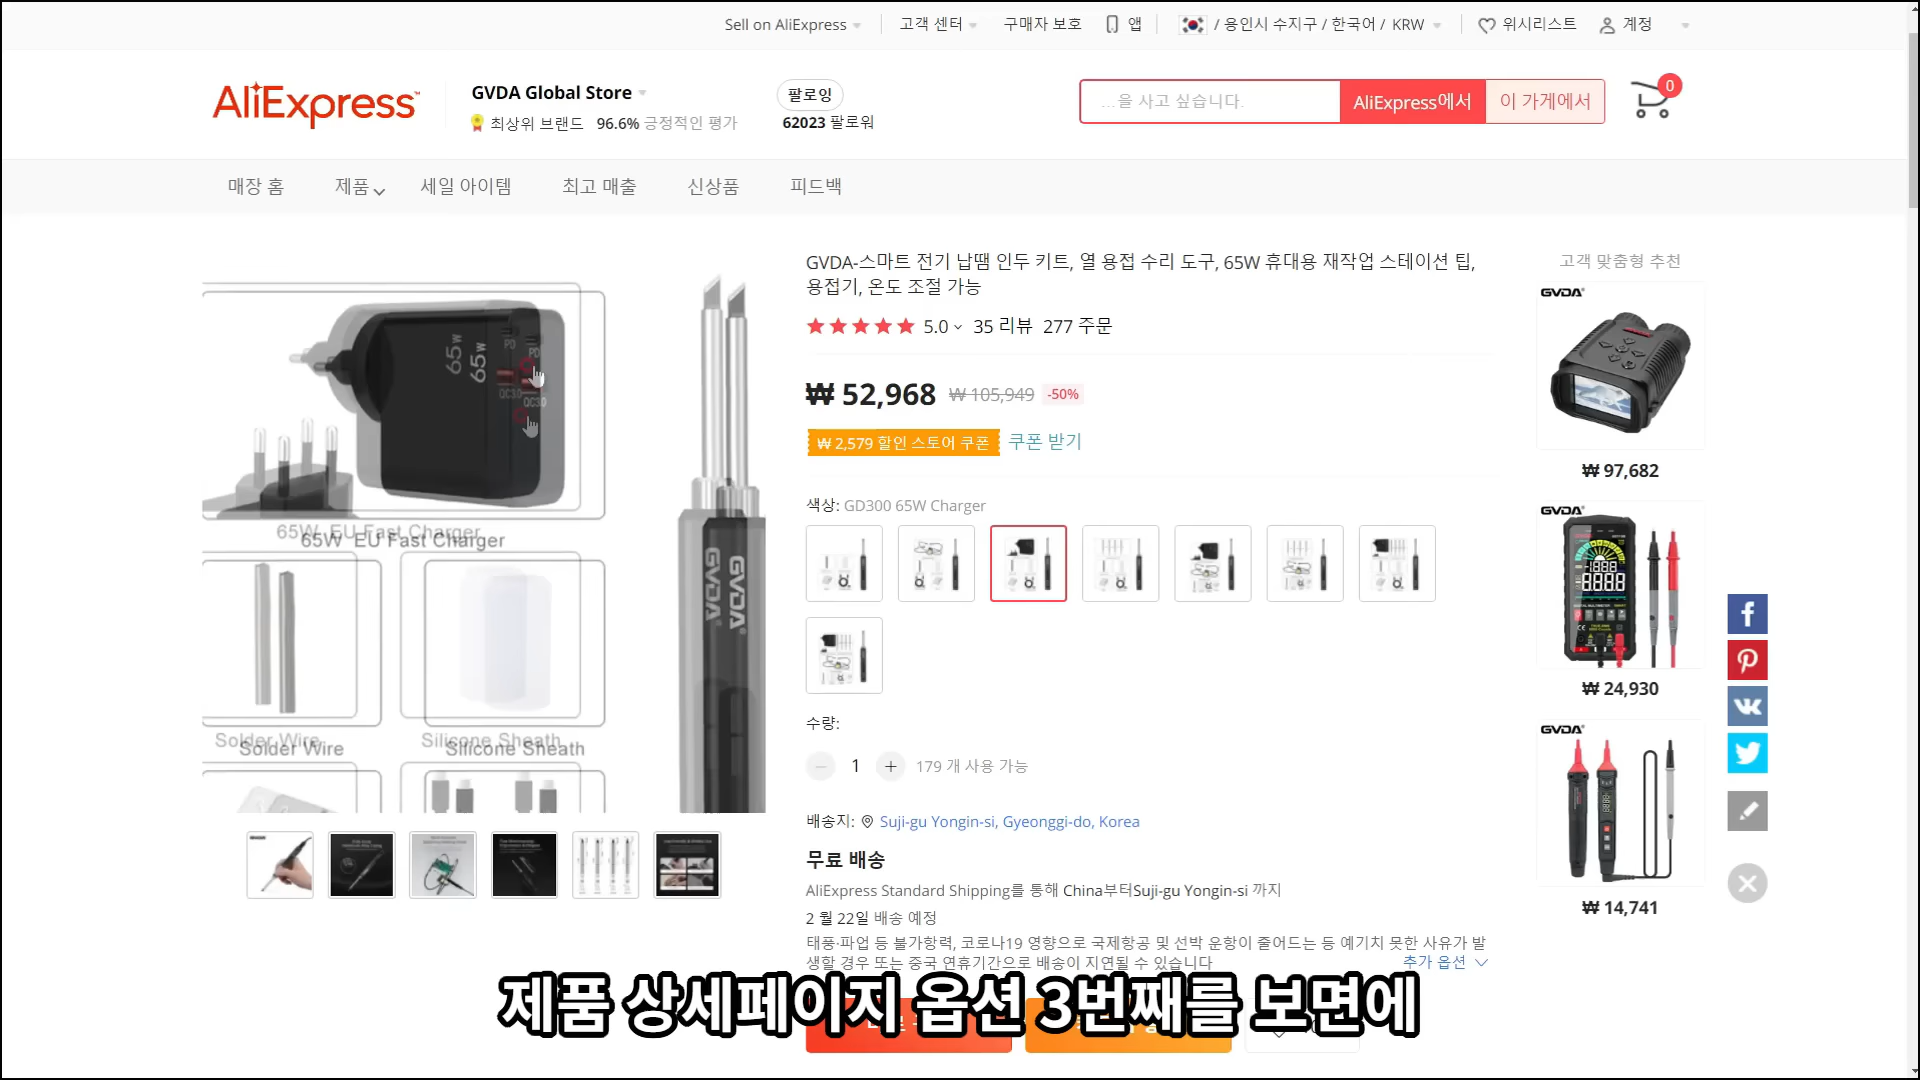 Sell on AliExpress
고객 센터
구매자 보호
앱
/ 용인시 수지구 / 한국어 / KRW
위시리스트
계정
AliExpress™
GVDA Global Store
최상위 브랜드 96.6% 긍정적인 평가
팔로잉
62023 팔로워
...을 사고 싶습니다.
AliExpress에서
이 가게에서
0
매장 홈
제품
세일 아이템
최고 매출
신상품
피드백
65W
65W
PD
PD
QC3.0
QC3.0
65W EU Fast Charger
65W EU Fast Charger
Solder Wire
Solder Wire
Silicone Sheath
Silicone Sheath
GVDA
GVDA
GVDA-스마트 전기 납땜 인두 키트, 열 용접 수리 도구, 65W 휴대용 재작업 스테이션 팁,
용접기, 온도 조절 가능
5.0 35 리뷰 277 주문
₩ 52,968 ₩ 105,949 -50%
₩ 2,579 할인 스토어 쿠폰 쿠폰 받기
색상: GD300 65W Charger
수량:
1
179 개 사용 가능
배송지: Suji-gu Yongin-si, Gyeonggi-do, Korea
무료 배송
AliExpress Standard Shipping를 통해 China부터Suji-gu Yongin-si 까지
2 월 22일 배송 예정
태풍·파업 등 불가항력, 코로나19 영향으로 국제항공 및 선박 운항이 줄어드는 등 예기치 못한 사유가 발
생할 경우 또는 중국 연휴기간으로 배송이 지연될 수 있습니다
추가 옵션
고객 맞춤형 추천
GVDA
₩ 97,682
GVDA
₩ 24,930
GVDA
₩ 14,741
제품 상세페이지 옵션 3번째를 보면에